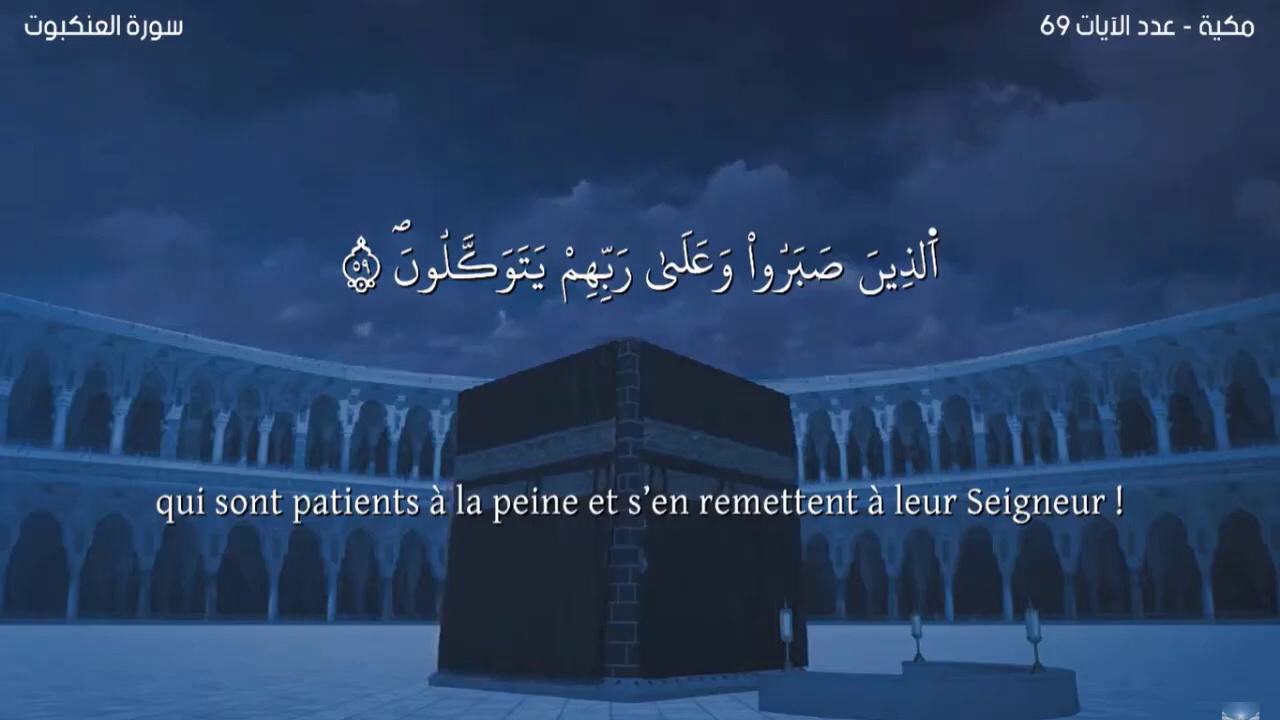 سورة العنكبوت
مكية - عدد الآيات 69
اَ۬لذِينَ صَبَرُواْ وَعَلَىٰ رَبِّهِمْ يَتَوَكَّلُونَۖ ٥٩
qui sont patients à la peine et s’en remettent à leur Seigneur !